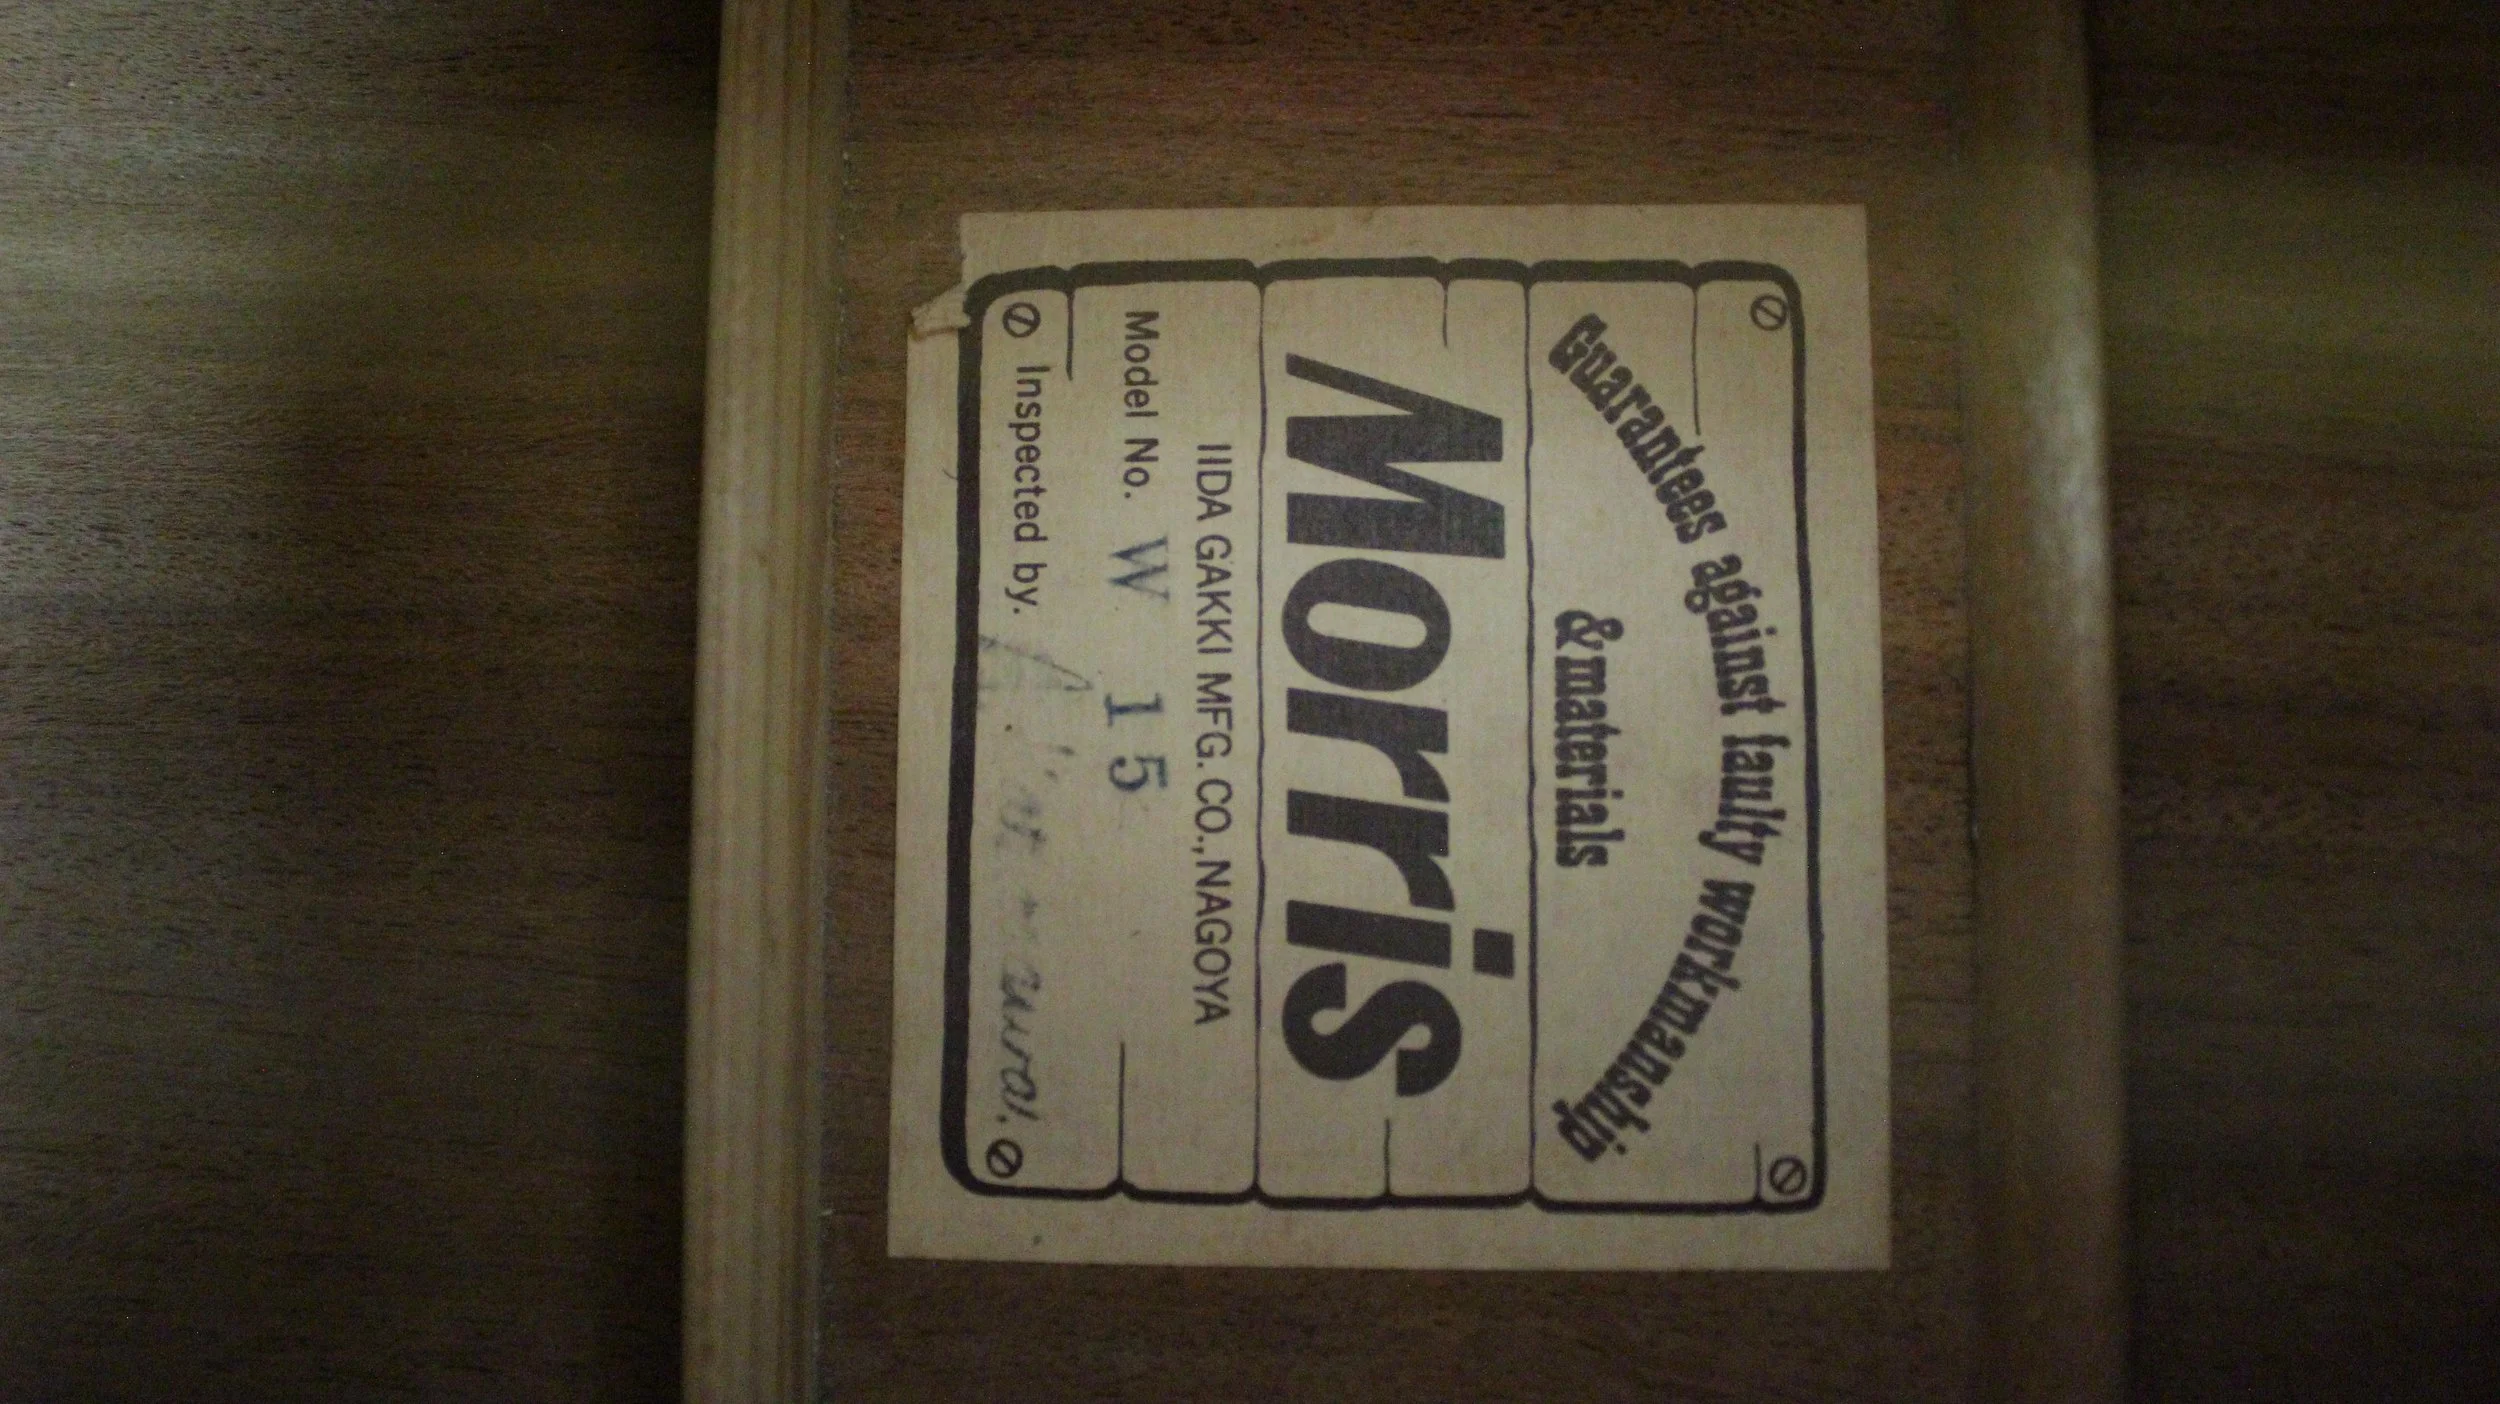 Guarantees against faulty workmanship
&materials
Morris
IIDA GAKKI MFG. CO., NAGOYA
Model No. W 15
Inspected by.